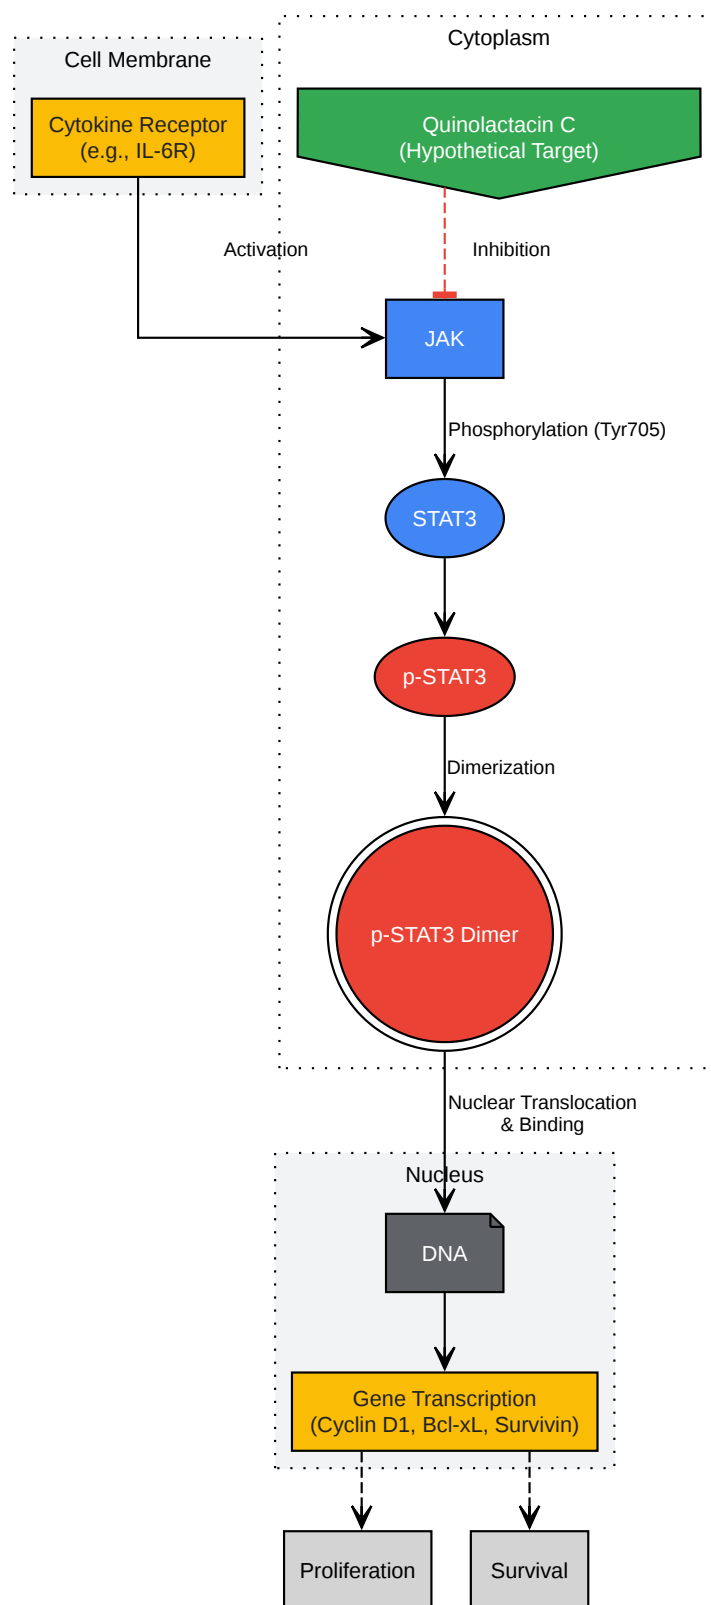 Cytoplasm
Cell Membrane
Cytokine Receptor
(e.g., IL-6R)
Quinolactacin C
(Hypothetical Target)
Activation
Inhibition
JAK
Phosphorylation (Tyr705)
STAT3
p-STAT3
Dimerization
p-STAT3 Dimer
Nuclear Translocation
& Binding
Nucleus
DNA
Gene Transcription
(Cyclin D1, Bcl-xL, Survivin)
Proliferation
Survival